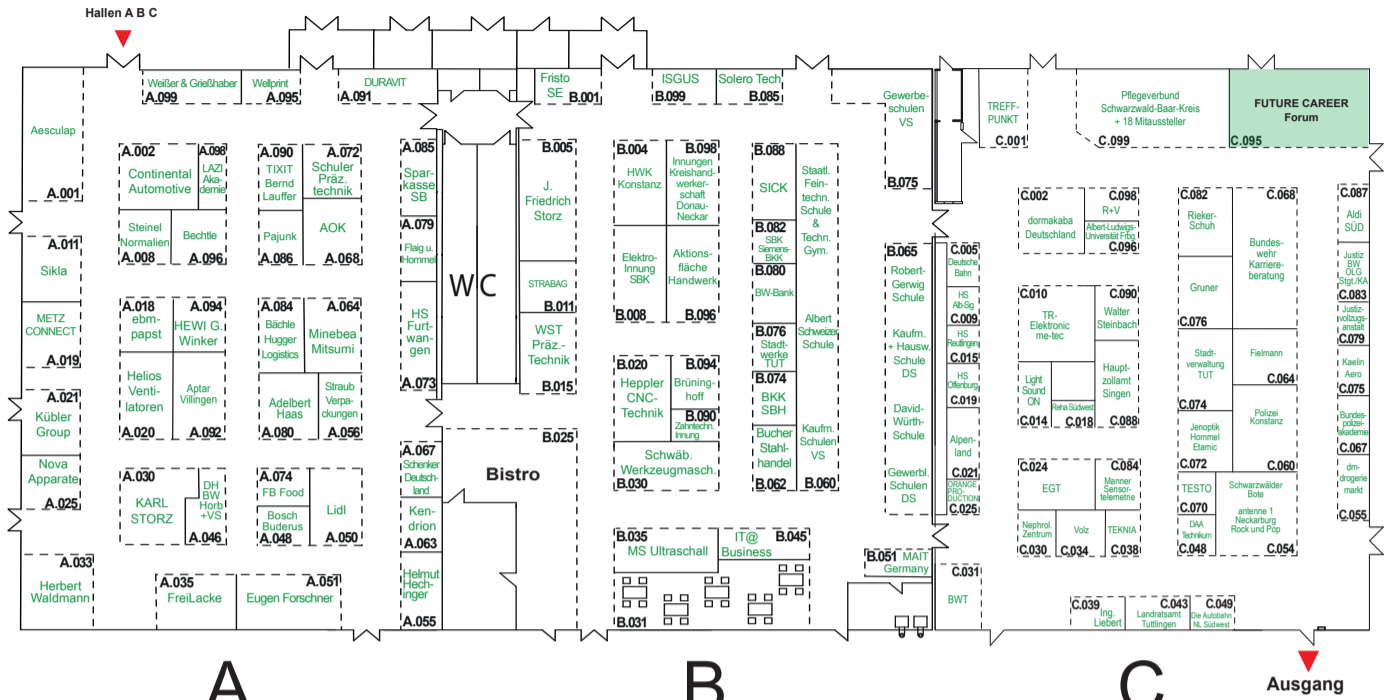 Hallen A B C
Weißer & Grießhaber
A.099
Wellprint
A.095
DURAVIT
A.091
Aesculap
A.001
A.002
Continental
Automotive
A.098
LAZI
Aka-
demie
Steinel
Normalien
A.008
Bechtle
A.096
A.090
TIXIT
Bernd
Lauffer
A.072
Schuler
Präz.
technik
Pajunk
A.086
AOK
A.068
A.085
Spar-
kasse
SB
A.079
Flaig u.
Hommel
HS
Furt-
wan-
gen
A.073
A.011
Sikla
METZ
CONNECT
A.019
A.018
ebm-
papst
A.094
HEWI G.
Winker
Helios
Venti-
latoren
A.020
Aptar
Villingen
A.092
A.084
Bächle
Hugger
Logistics
A.064
Minebea
Mitsumi
Adelbert
Haas
A.080
Straub
Verpa-
ckungen
A.056
A.021
Kübler
Group
Nova
Apparate
A.025
A.030
KARL
STORZ
DH
BW
Horb
+VS
A.046
A.074
FB Food
Bosch
Buderus
A.048
Lidl
A.050
A.067
Schenker
Deutsch-
land
Ken-
drion
A.063
Helmut
Hech-
inger
A.055
A.033
Herbert
Waldmann
A.035
FreiLacke
A.051
Eugen Forschner
A
WC
Fristo
SE
B.001
ISGUS
B.099
Solero Tech
B.085
Gewerbe-
schulen
VS
B.075
B.005
J.
Friedrich
Storz
STRABAG
B.011
WST
Präz.-
Technik
B.015
B.004
HWK
Konstanz
B.098
Innungen
Kreishand-
werker-
schaft
Donau-
Neckar
Elektro-
Innung
SBK
B.008
Aktions-
fläche
Handwerk
B.096
B.088
SICK
B.082
SBK
Siemens-
BKK
B.080
BW-Bank
B.076
Stadt-
werke
TUT
B.074
BKK
SBH
Bucher
Stahl-
handel
B.062
Staatl.
Fein-
techn.
Schule
&
Techn.
Gym.
Albert
Schweizer
Schule
Kaufm.
Schulen
VS
B.060
B.020
Heppler
CNC-
Technik
B.094
Brüning-
hoff
B.090
Zahntechn.
Innung
Schwäb.
Werkzeugmasch.
B.030
B.065
Robert-
Gerwig
Schule
Kaufm.
+ Hausw.
Schule
DS
David-
Würth-
Schule
Gewerbl.
Schulen
DS
B.025
Bistro
B.035
MS Ultraschall
IT@
Business
B.045
B.031
B.051
MAIT
Germany
B
TREFF-
PUNKT
C.001
Pflegeverbund
Schwarzwald-Baar-Kreis
+ 18 Mitaussteller
C.099
FUTURE CAREER
Forum
C.095
C.005
Deutsche
Bahn
HS
Alb-Sig
C.009
HS
Reutlingen
C.015
HS
Offenburg
C.019
Alpen-
land
C.021
ORANGE
PRO-
DUCTION
C.025
C.002
dormakaba
Deutschland
C.098
R+V
Albert-Ludwigs-
Universität Frbg.
C.096
C.010
TR-
Elektronic
me-tec
C.090
Walter
Steinbach
Light
Sound
ON
C.014
Reha Südwest
C.018
Haupt-
zollamt
Singen
C.088
C.024
EGT
C.084
Manner
Sensor-
telemetrie
Nephrol.
Zentrum
C.030
Volz
C.034
TEKNIA
C.038
C.082
Rieker-
Schuh
C.068
Bundes-
wehr
Karriere-
beratung
Gruner
C.076
Stadt-
verwaltung
TUT
C.074
Fielmann
C.064
Jenoptik
Hommel
Etamic
C.072
Polizei
Konstanz
C.060
TESTO
C.070
DAA
Technikum
C.048
Schwarzwälder
Bote
antenne 1
Neckarburg
Rock und Pop
C.054
C.087
Aldi
SÜD
Justiz
BW
OLG
Stgt./KA
C.083
Justiz-
vollzugs-
anstalt
C.079
Kaelin
Aero
C.075
Bundes-
polizei-
akademie
C.067
dm-
drogerie
markt
C.055
C.031
BWT
C.039
Ing.
Liebert
C.043
Landratsamt
Tuttlingen
C.049
Die Autobahn
NL Südwest
C
Ausgang